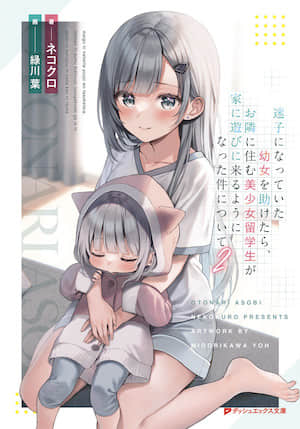 著 ネコクロ
画 緑川葉
迷子になっていた
幼女を助けたら、
お隣に住む美少女留学生が
家に遊びに来るように
なった件について
2
OTONARI ASOBI
NEKOKURO PRESENTS
ARTWORK BY
MIDORIKAWA YOH
ダッシュエックス文庫